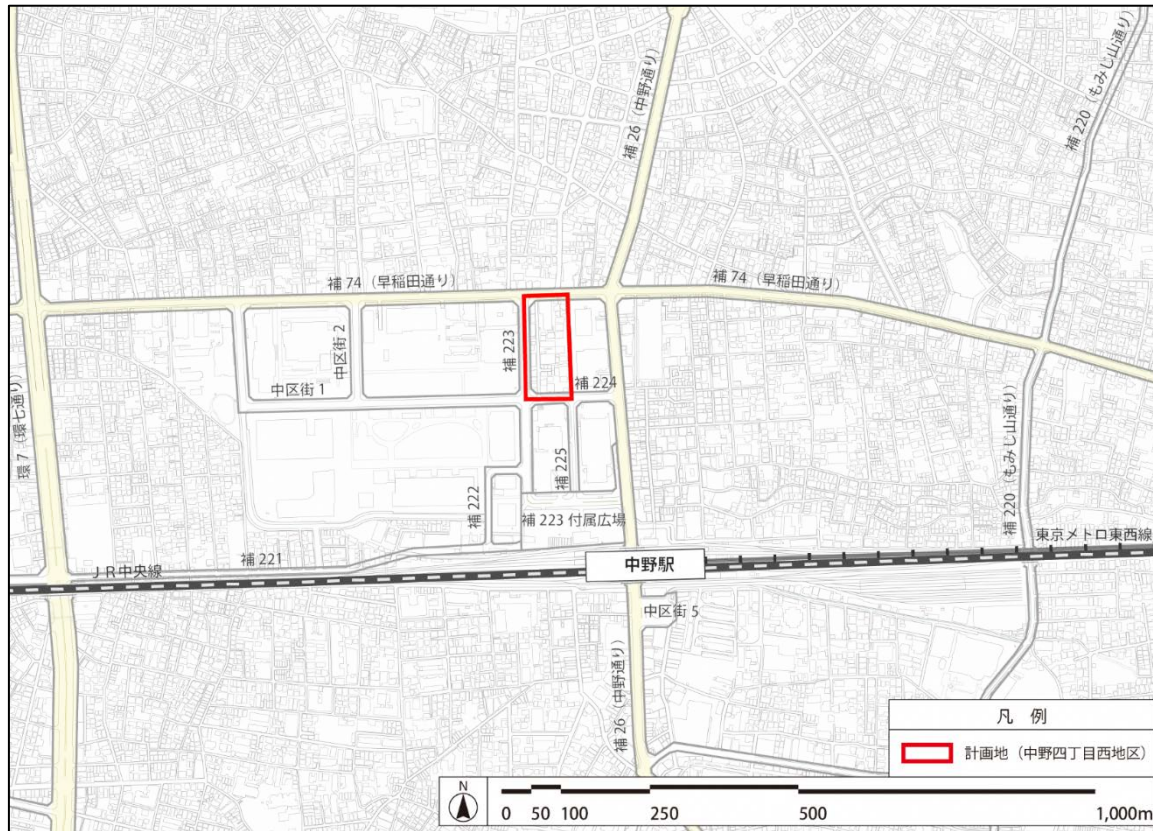 補 26（中野通り）
補 220（もみじ山通り）
補 74（早稲田通り）
補 74（早稲田通り）
中区街 2
補 223
中区街 1
補 224
環 7（環七通り）
補 225
補 222
補 220（もみじ山通り）
補 223 付属広場
東京メトロ東西線
補 221
ＪＲ中央線
中野駅
中区街 5
補 26（中野通り）
凡 例
計画地（中野四丁目西地区）
N
0 50 100 250 500 1,000m